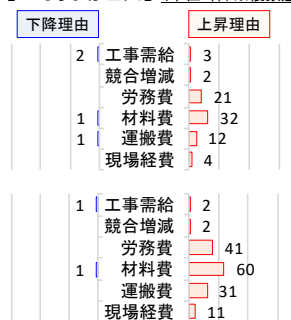 下降理由 上昇理由
2 工事需給 3
競合増減 2
労務費 21
1 材料費 32
1 運搬費 12
現場経費 4
1 工事需給 2
競合増減 2
労務費 41
1 材料費 60
運搬費 31
現場経費 11